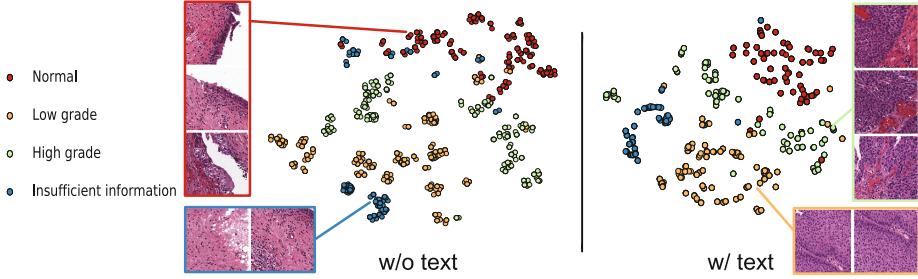 Normal
Low grade
High grade
Insufficient information
w/o text
w/ text